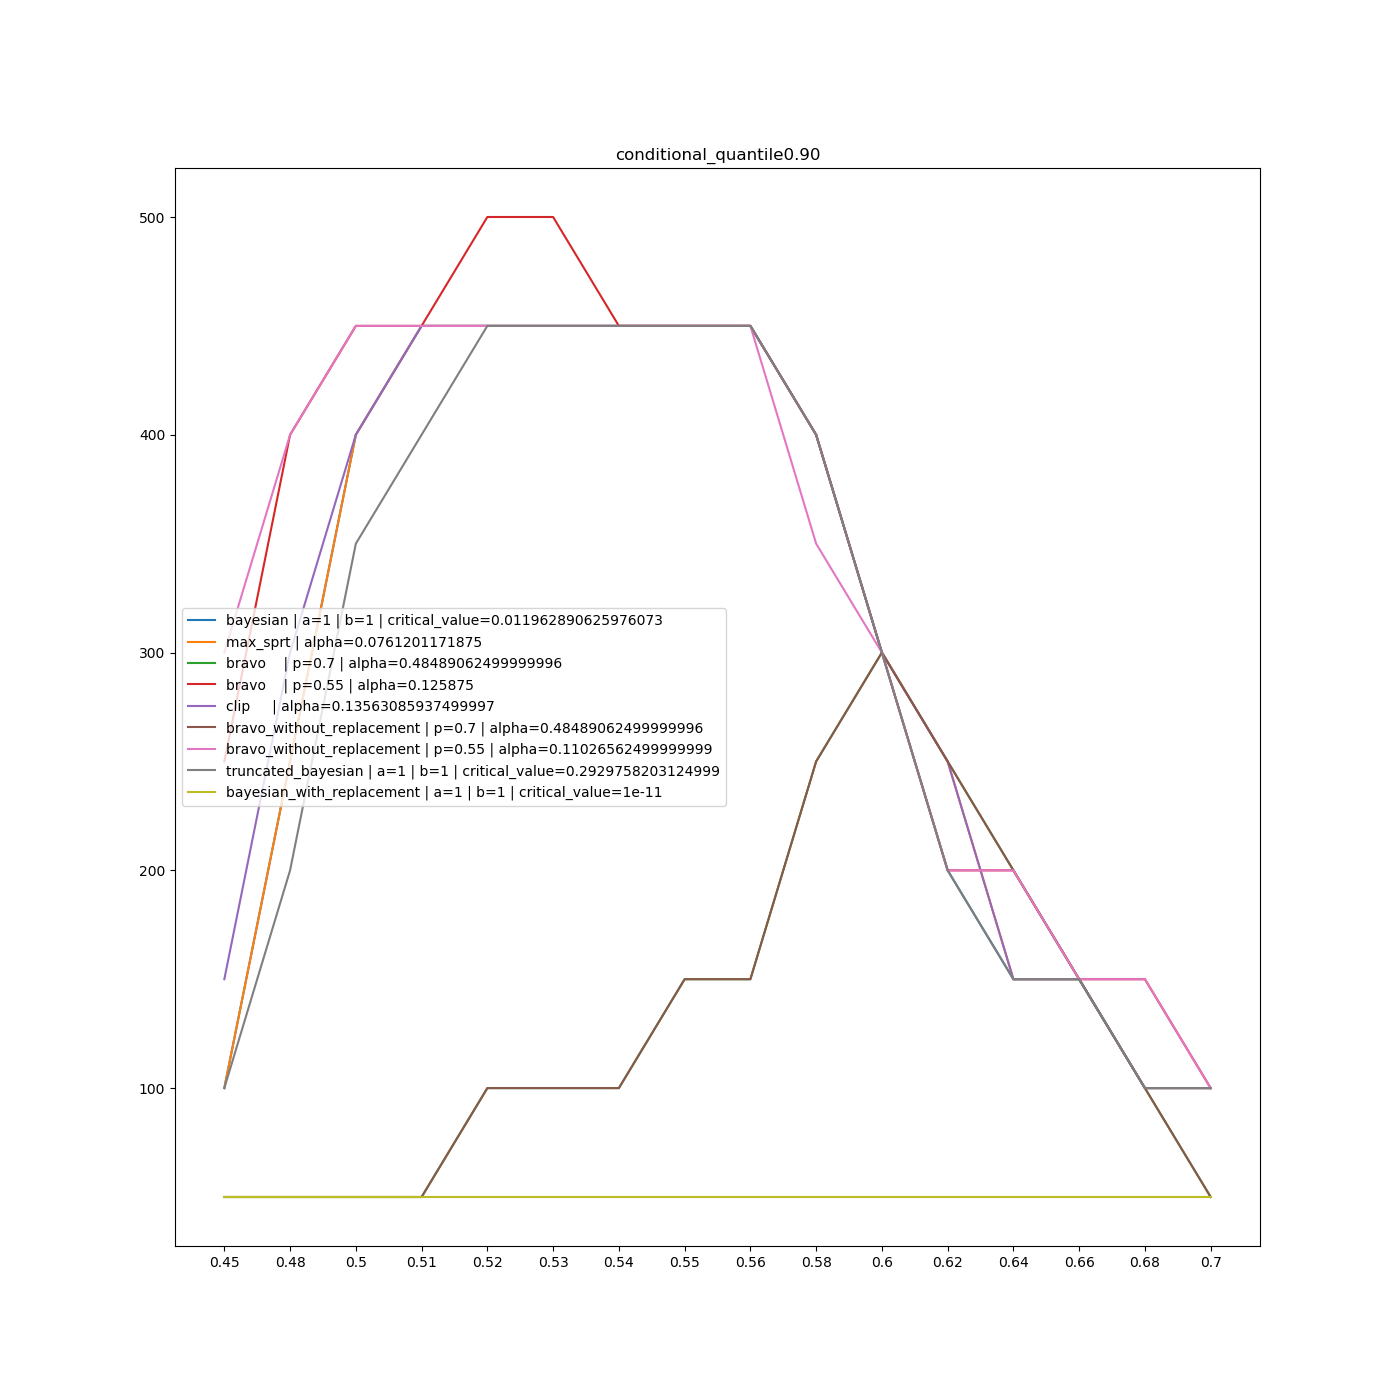 conditional_quantile0.90
500
400
300
200
100
bayesian | a=1 | b=1 | critical_value=0.011962890625976073
max_sprt | alpha=0.0761201171875
bravo    | p=0.7 | alpha=0.48489062499999996
bravo    | p=0.55 | alpha=0.125875
clip     | alpha=0.13563085937499997
bravo_without_replacement | p=0.7 | alpha=0.48489062499999996
bravo_without_replacement | p=0.55 | alpha=0.11026562499999999
truncated_bayesian | a=1 | b=1 | critical_value=0.2929758203124999
bayesian_with_replacement | a=1 | b=1 | critical_value=1e-11
0.45 0.48 0.5 0.51 0.52 0.53 0.54 0.55 0.56 0.58 0.6 0.62 0.64 0.66 0.68 0.7